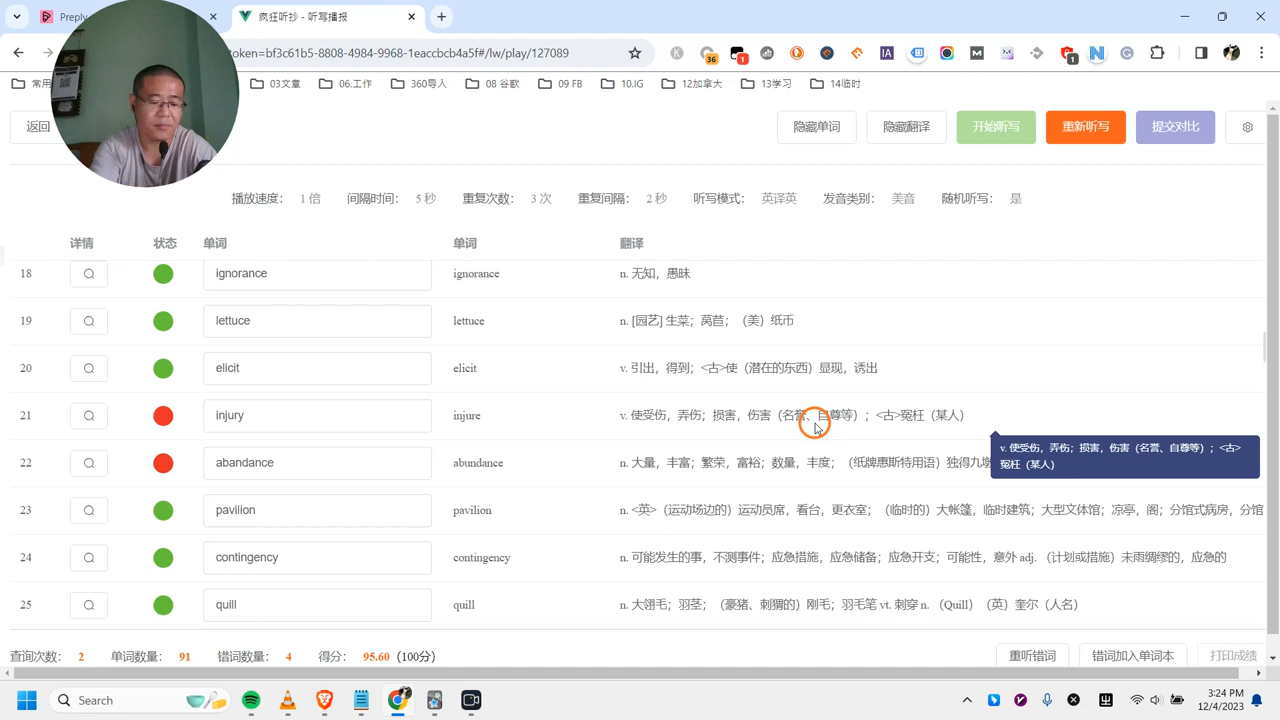 Preply
疯狂听抄 - 听写播报
token=bf3c61b5-8808-4984-9968-1eaccbcb4a5f#/lw/play/127089
常用
03文章
06.工作
360导入
08 谷歌
09 FB
10.IG
12加拿大
13学习
14临时
返回
隐藏单词
隐藏翻译
开始听写
重新听写
提交对比
播放速度： 1 倍 间隔时间： 5 秒 重复次数： 3 次 重复间隔： 2 秒 听写模式： 英译英 发音类别： 美音 随机听写： 是
详情 状态 单词 单词 翻译
18 ignorance ignorance n. 无知，愚昧
19 lettuce lettuce n. [园艺] 生菜；莴苣；（美）纸币
20 elicit elicit v. 引出，得到；<古>使（潜在的东西）显现，诱出
21 injury injure v. 使受伤，弄伤；损害，伤害（名誉、自尊等）；<古>冤枉（某人）
v. 使受伤，弄伤；损害，伤害（名誉、自尊等）；<古>
冤枉（某人）
22 abandance abundance n. 大量，丰富；繁荣，富裕；数量，丰度；（纸牌惠斯特用语）独得九墩
23 pavilion pavilion n. <英>（运动场边的）运动员席，看台，更衣室；（临时的）大帐篷，临时建筑；大型文体馆；凉亭，阁；分馆式病房，分馆
24 contingency contingency n. 可能发生的事，不测事件；应急措施，应急储备；应急开支；可能性，意外 adj. （计划或措施）未雨绸缪的，应急的
25 quill quill n. 大翎毛；羽茎；（豪猪、刺猬的）刚毛；羽毛笔 vt. 刺穿 n. （Quill）（英）奎尔（人名）
查询次数： 2 单词数量： 91 错词数量： 4 得分： 95.60 (100分)
重听错词
错词加入单词本
打印成绩
Search
3:24 PM
12/4/2023